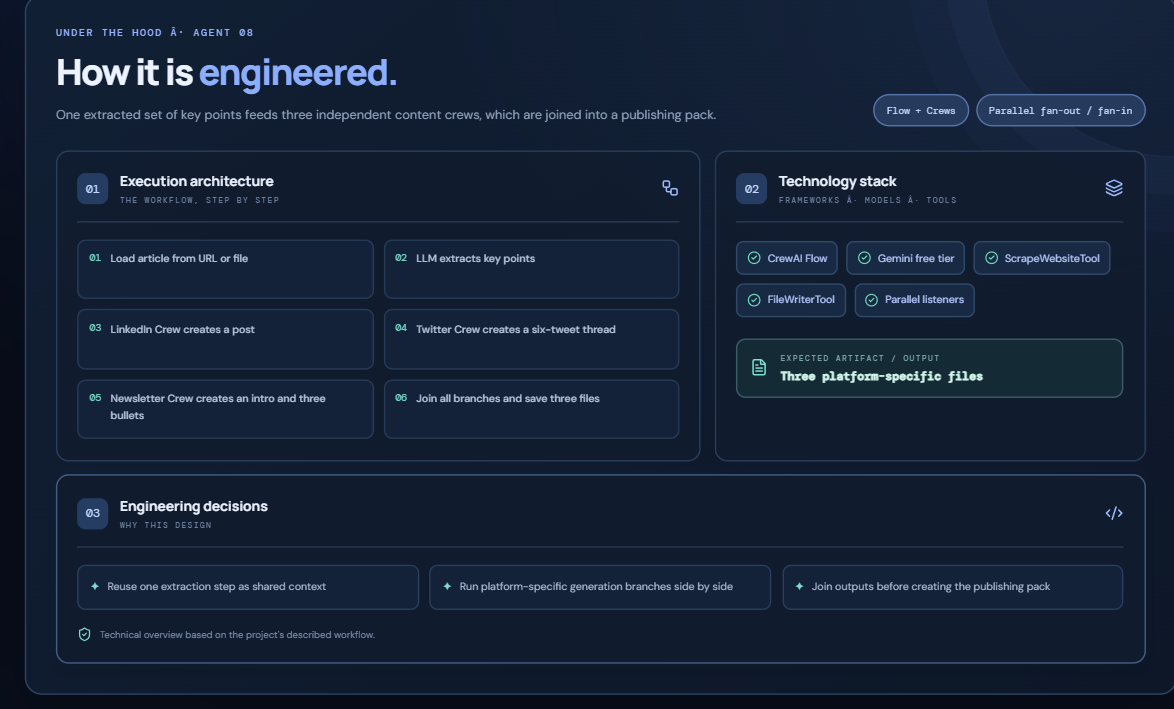 UNDER THE HOOD Â· AGENT 08
How it is engineered.
One extracted set of key points feeds three independent content crews, which are joined into a publishing pack.
Flow + Crews
Parallel fan-out / fan-in
01
Execution architecture
THE WORKFLOW, STEP BY STEP
01 Load article from URL or file
02 LLM extracts key points
03 LinkedIn Crew creates a post
04 Twitter Crew creates a six-tweet thread
05 Newsletter Crew creates an intro and three
bullets
06 Join all branches and save three files
02
Technology stack
FRAMEWORKS Â· MODELS Â· TOOLS
CrewAI Flow
Gemini free tier
ScrapeWebsiteTool
FileWriterTool
Parallel listeners
EXPECTED ARTIFACT / OUTPUT
Three platform-specific files
03
Engineering decisions
WHY THIS DESIGN
Reuse one extraction step as shared context
Run platform-specific generation branches side by side
Join outputs before creating the publishing pack
Technical overview based on the project's described workflow.